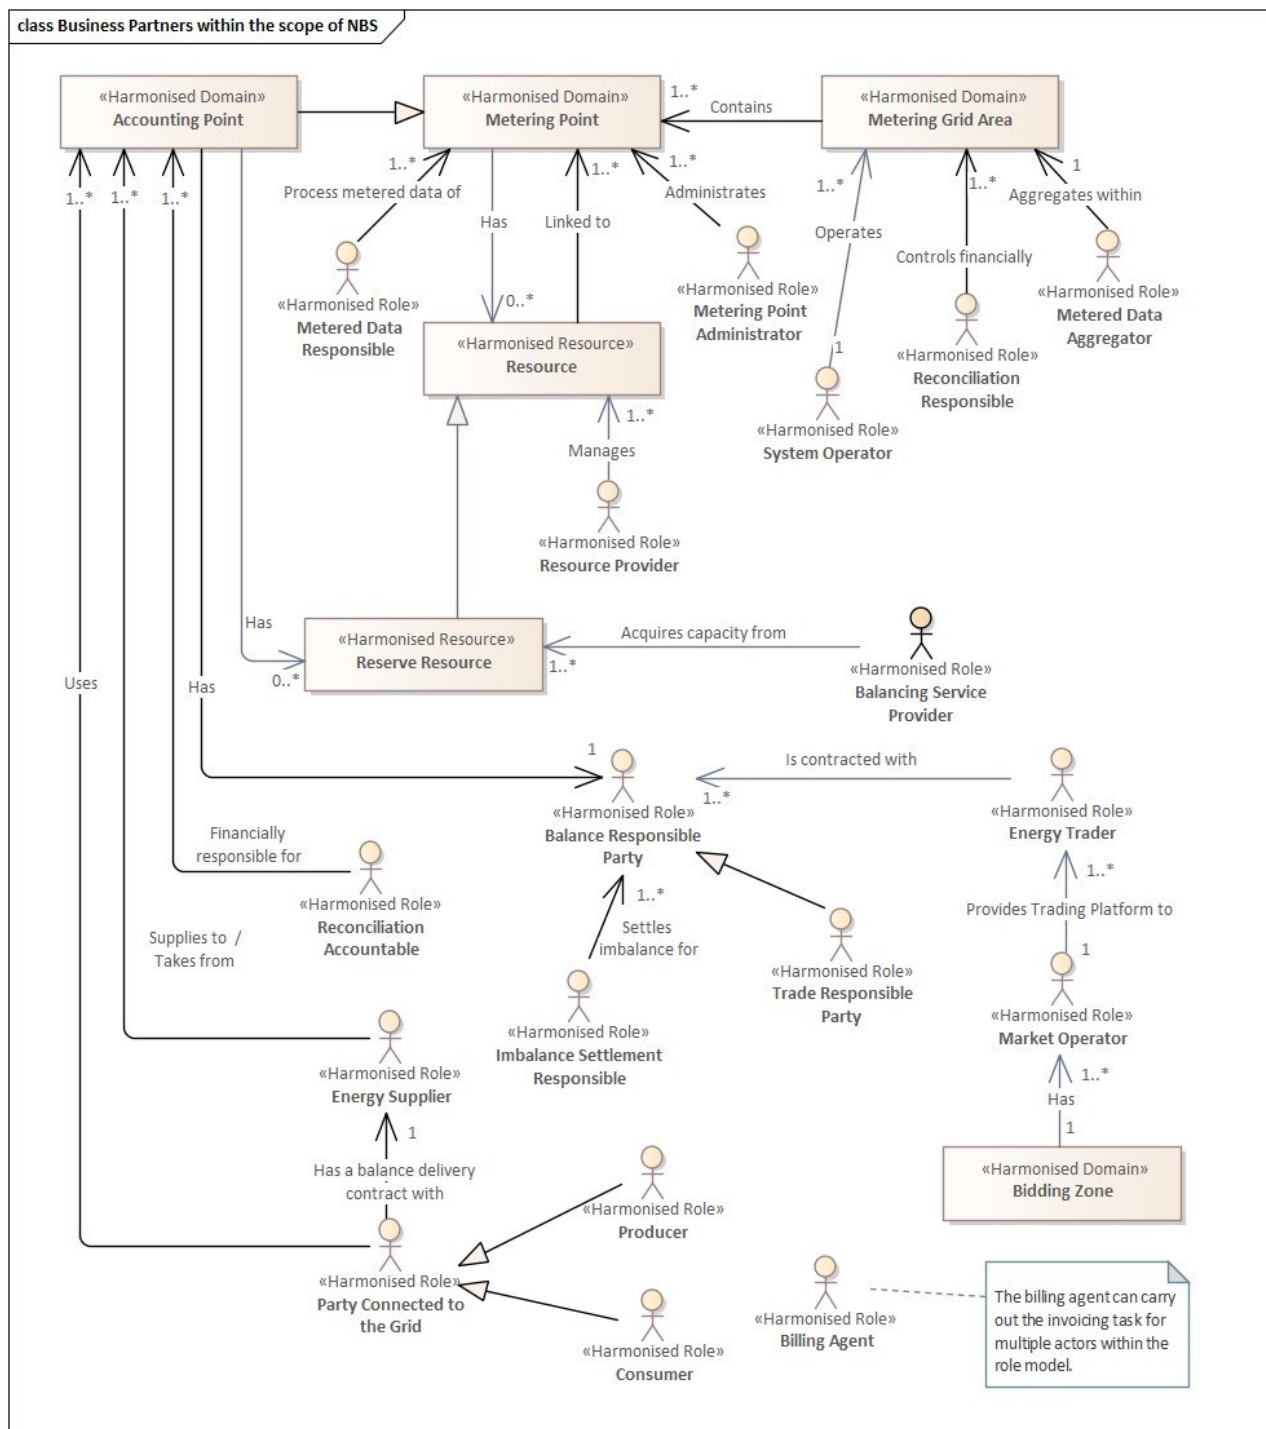 class Business Partners within the scope of NBS
«Harmonised Domain»
Accounting Point
«Harmonised Domain»
Metering Point
«Harmonised Domain»
Metering Grid Area
1..*
Contains
1..*
1..*
1..*
1..*
Process metered data of
1..*
1..*
Administrates
1..*
1..*
1
Aggregates within
Has
Linked to
Operates
Controls financially
«Harmonised Role»
Metered Data
Responsible
0..*
«Harmonised Role»
Metering Point
Administrator
«Harmonised Role»
Metered Data
Aggregator
«Harmonised Resource»
Resource
1
«Harmonised Role»
Reconciliation
Responsible
1..*
Manages
«Harmonised Role»
System Operator
«Harmonised Role»
Resource Provider
Has
0..*
«Harmonised Resource»
Reserve Resource
Acquires capacity from
1..*
«Harmonised Role»
Balancing Service
Provider
Uses
Has
1
«Harmonised Role»
Balance Responsible
Party
Is contracted with
1..*
«Harmonised Role»
Energy Trader
Financially
responsible for
«Harmonised Role»
Reconciliation
Accountable
1..*
Settles
imbalance for
1..*
Provides Trading Platform to
1
Supplies to /
Takes from
«Harmonised Role»
Trade Responsible
Party
«Harmonised Role»
Imbalance Settlement
Responsible
«Harmonised Role»
Market Operator
«Harmonised Role»
Energy Supplier
1..*
Has
1
1
Has a balance delivery
contract with
«Harmonised Domain»
Bidding Zone
«Harmonised Role»
Producer
«Harmonised Role»
Party Connected to
the Grid
«Harmonised Role»
Consumer
«Harmonised Role»
Billing Agent
The billing agent can carry
out the invoicing task for
multiple actors within the
role model.